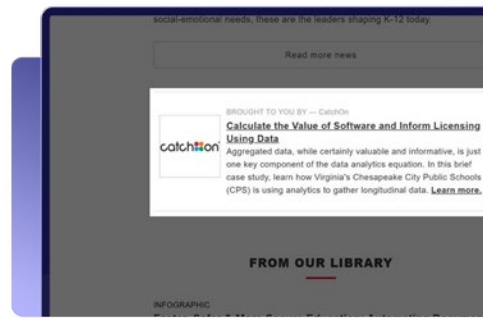 social-emotional needs, these are the leaders shaping K-12 today.
Read more news
BROUGHT TO YOU BY — CatchOn
catchon
Calculate the Value of Software and Inform Licensing
Using Data
Aggregated data, while certainly valuable and informative, is just
one key component of the data analytics equation. In this brief
case study, learn how Virginia's Chesapeake City Public Schools
(CPS) is using analytics to gather longitudinal data. Learn more.
FROM OUR LIBRARY
INFOGRAPHIC